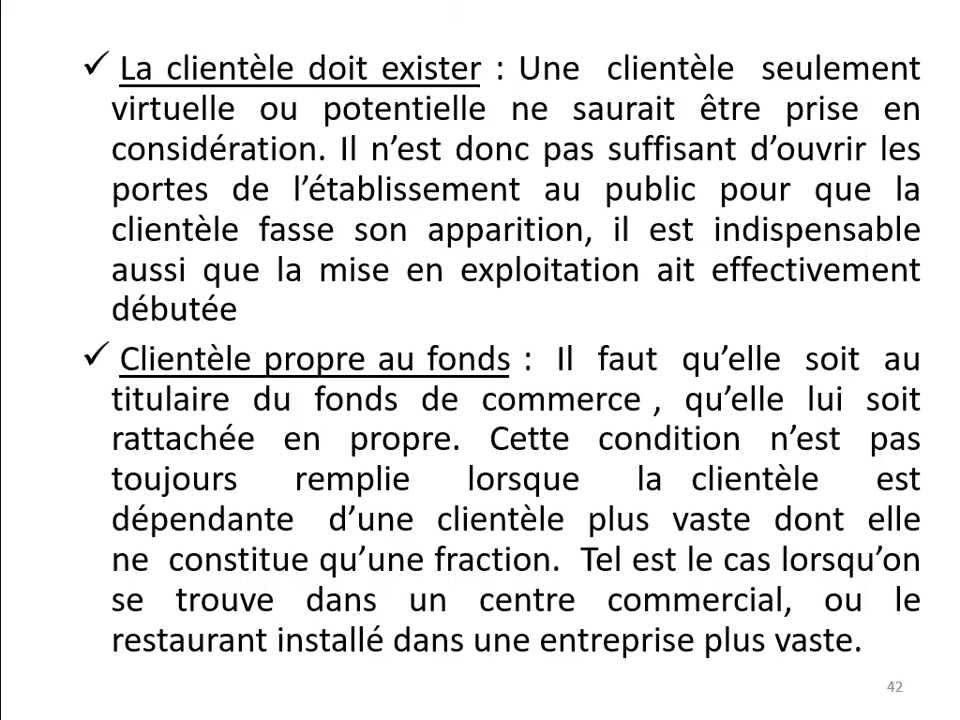 ✓ La clientèle doit exister : Une clientèle seulement
virtuelle ou potentielle ne saurait être prise en
considération. Il n’est donc pas suffisant d’ouvrir les
portes de l’établissement au public pour que la
clientèle fasse son apparition, il est indispensable
aussi que la mise en exploitation ait effectivement
débutée
✓ Clientèle propre au fonds : Il faut qu’elle soit au
titulaire du fonds de commerce , qu’elle lui soit
rattachée en propre. Cette condition n’est pas
toujours remplie lorsque la clientèle est
dépendante d’une clientèle plus vaste dont elle
ne constitue qu’une fraction. Tel est le cas lorsqu’on
se trouve dans un centre commercial, ou le
restaurant installé dans une entreprise plus vaste.
42